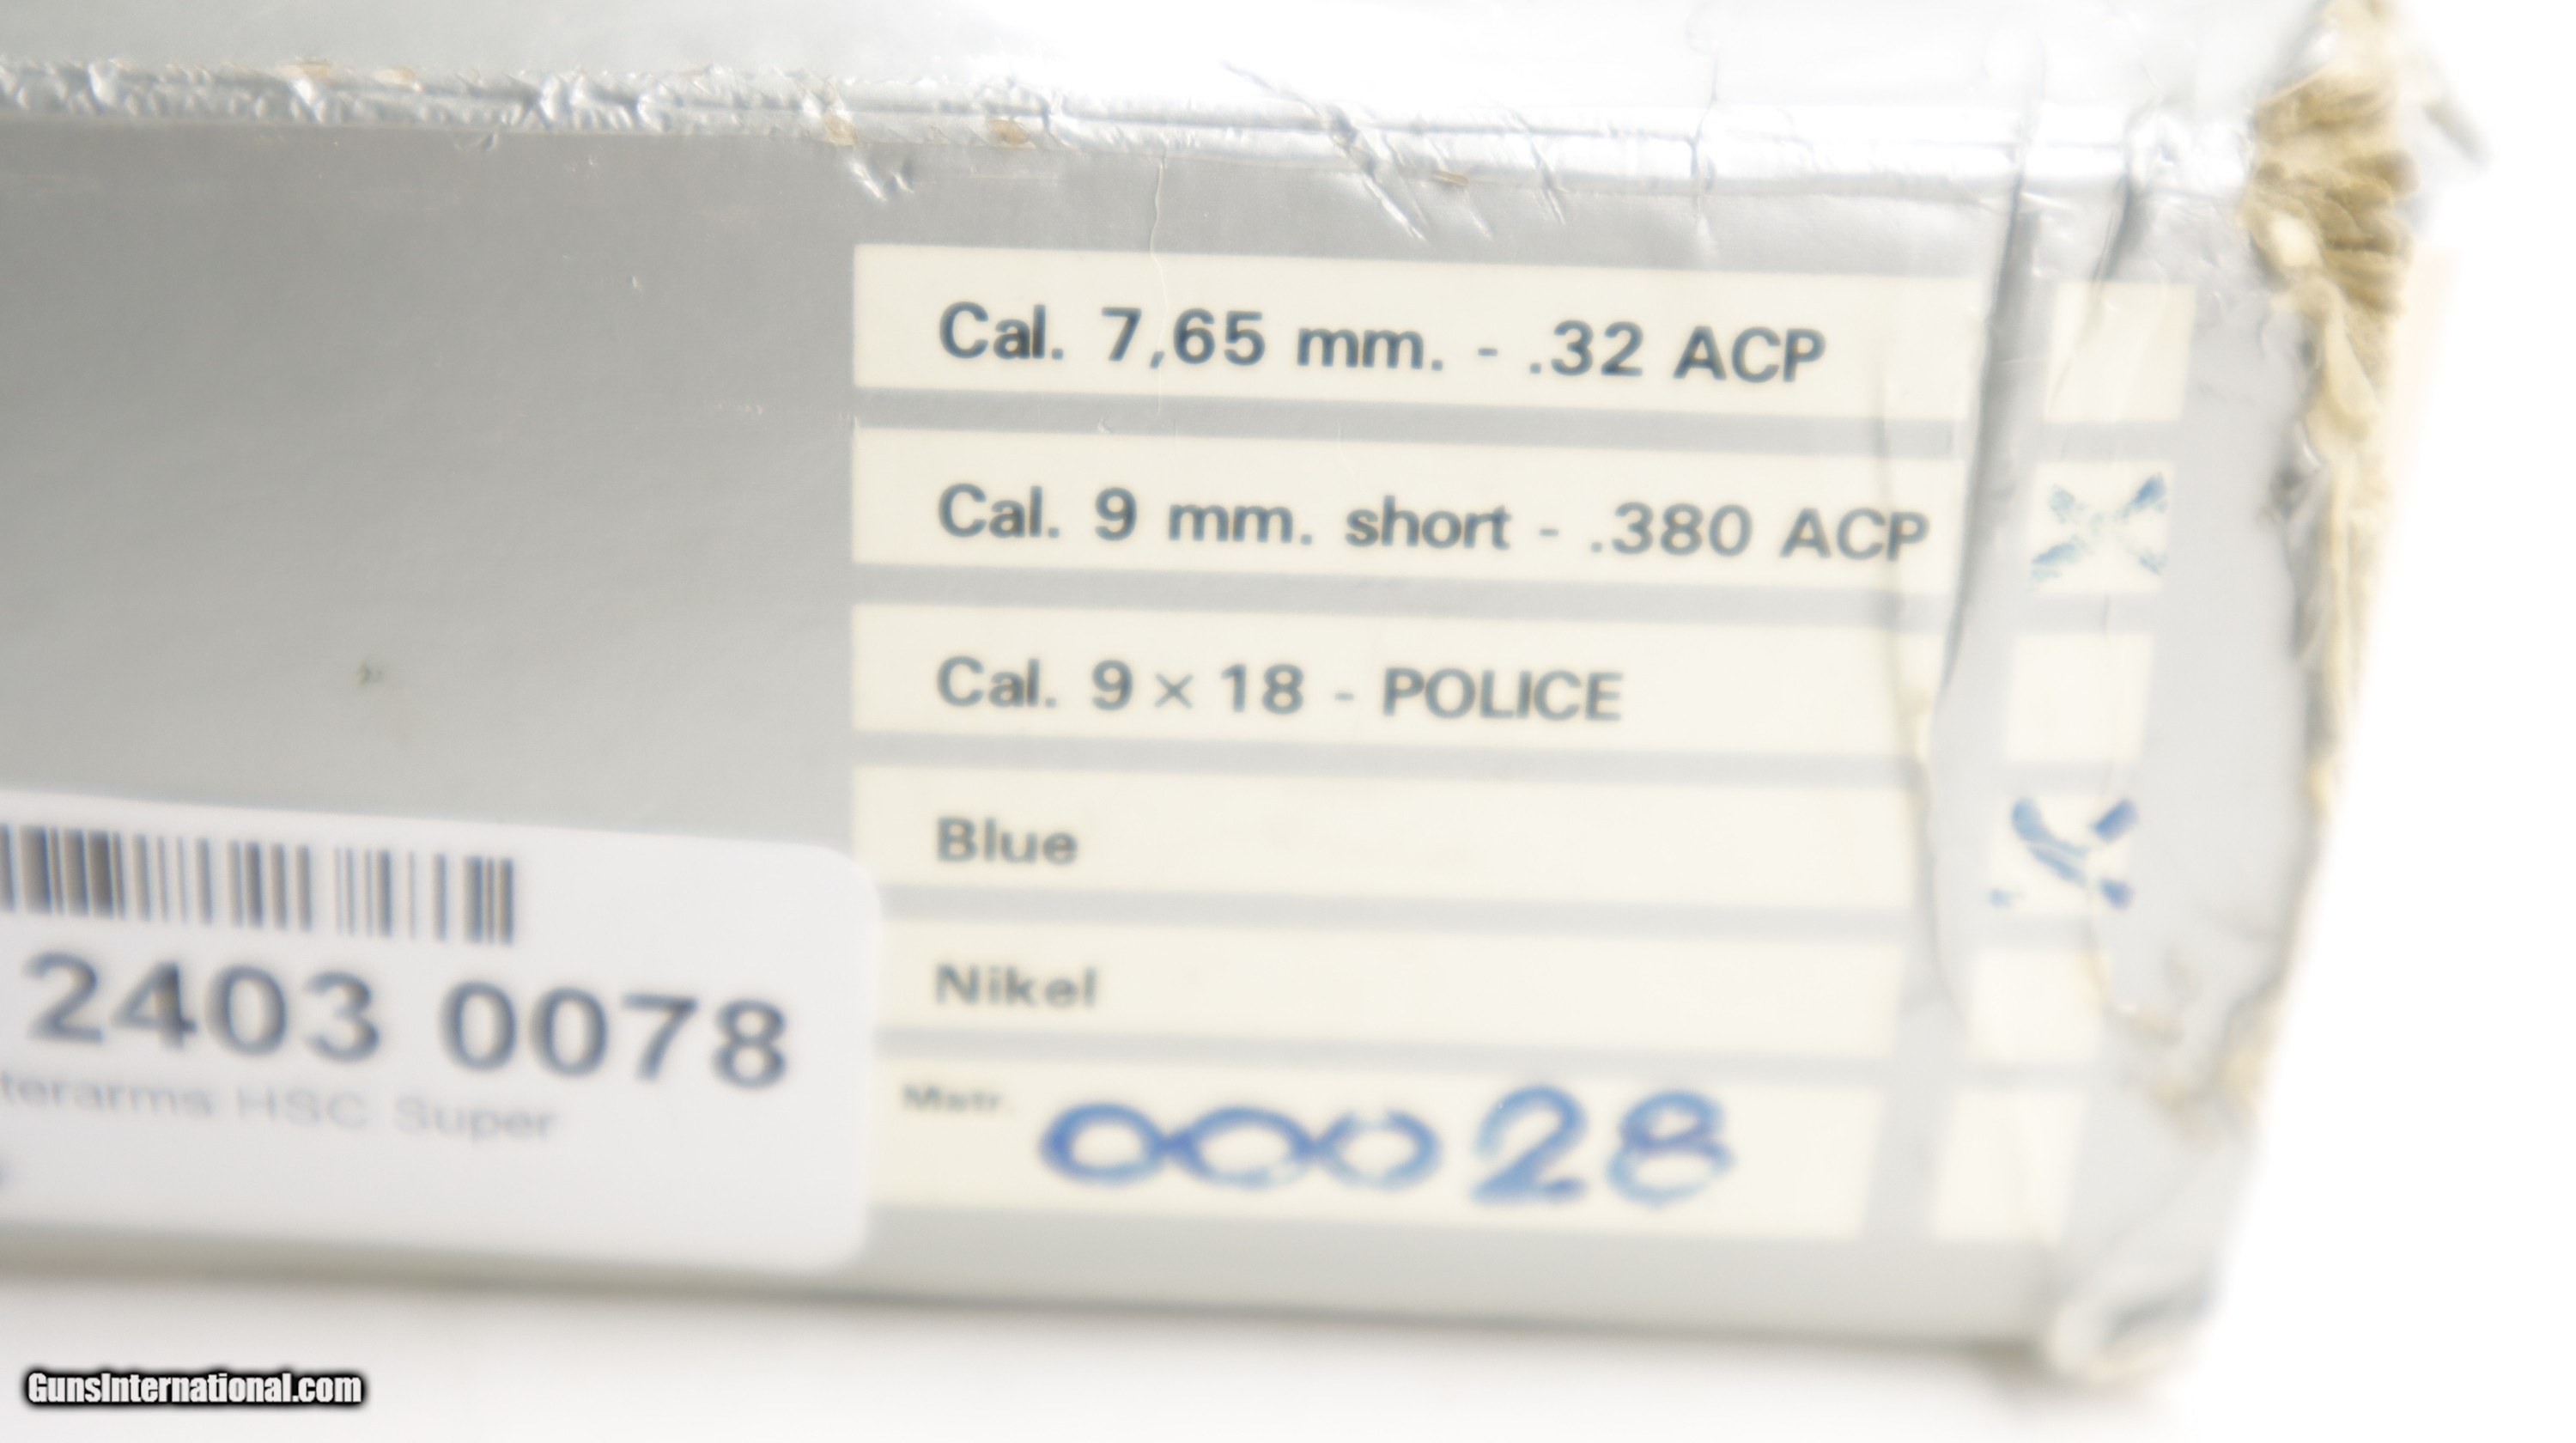 Cal. 7,65 mm. - .32 ACP
Cal. 9 mm. short - .380 ACP
Cal. 9 × 18 - POLICE
Blue
Nikel
Matr. 00028
2403 0078
terarms HSC Super
GunsInternational.com